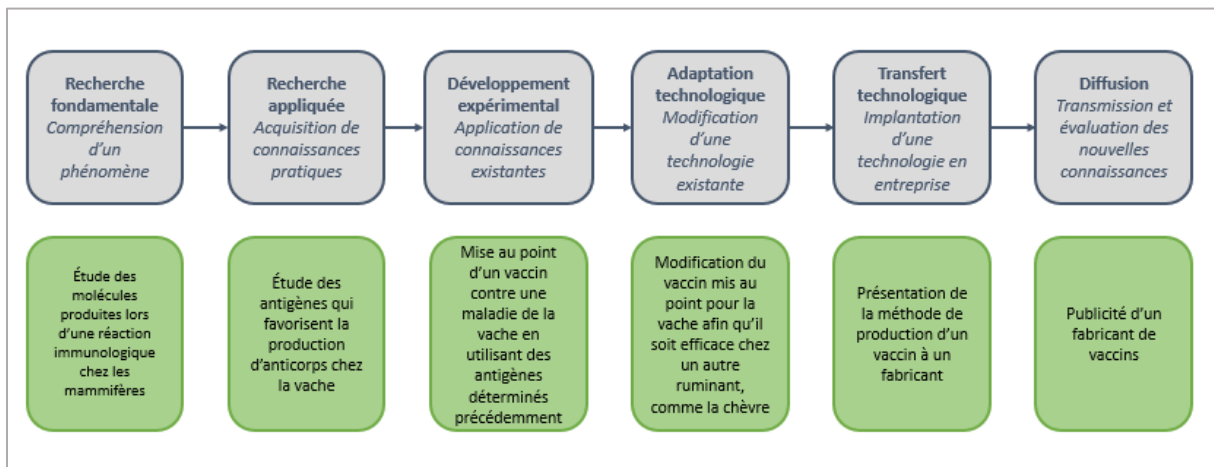 Recherche
fondamentale
Compréhension
d'un
phénomène
Recherche
appliquée
Acquisition de
connaissances
pratiques
Développement
expérimental
Application de
connaissances
existantes
Adaptation
technologique
Modification
d'une
technologie
existante
Transfert
technologique
Implantation
d'une
technologie en
entreprise
Diffusion
Transmission et
évaluation des
nouvelles
connaissances
Étude des
molécules
produites lors
d'une réaction
immunologique
chez les
mammifères
Étude des
antigènes qui
favorisent la
production
d'anticorps chez
la vache
Mise au point
d'un vaccin
contre une
maladie de la
vache en
utilisant des
antigènes
déterminés
précédemment
Modification du
vaccin mis au
point pour la
vache afin qu'il
soit efficace chez
un autre
ruminant,
comme la chèvre
Présentation de
la méthode de
production d'un
vaccin à un
fabricant
Publicité d'un
fabricant de
vaccins